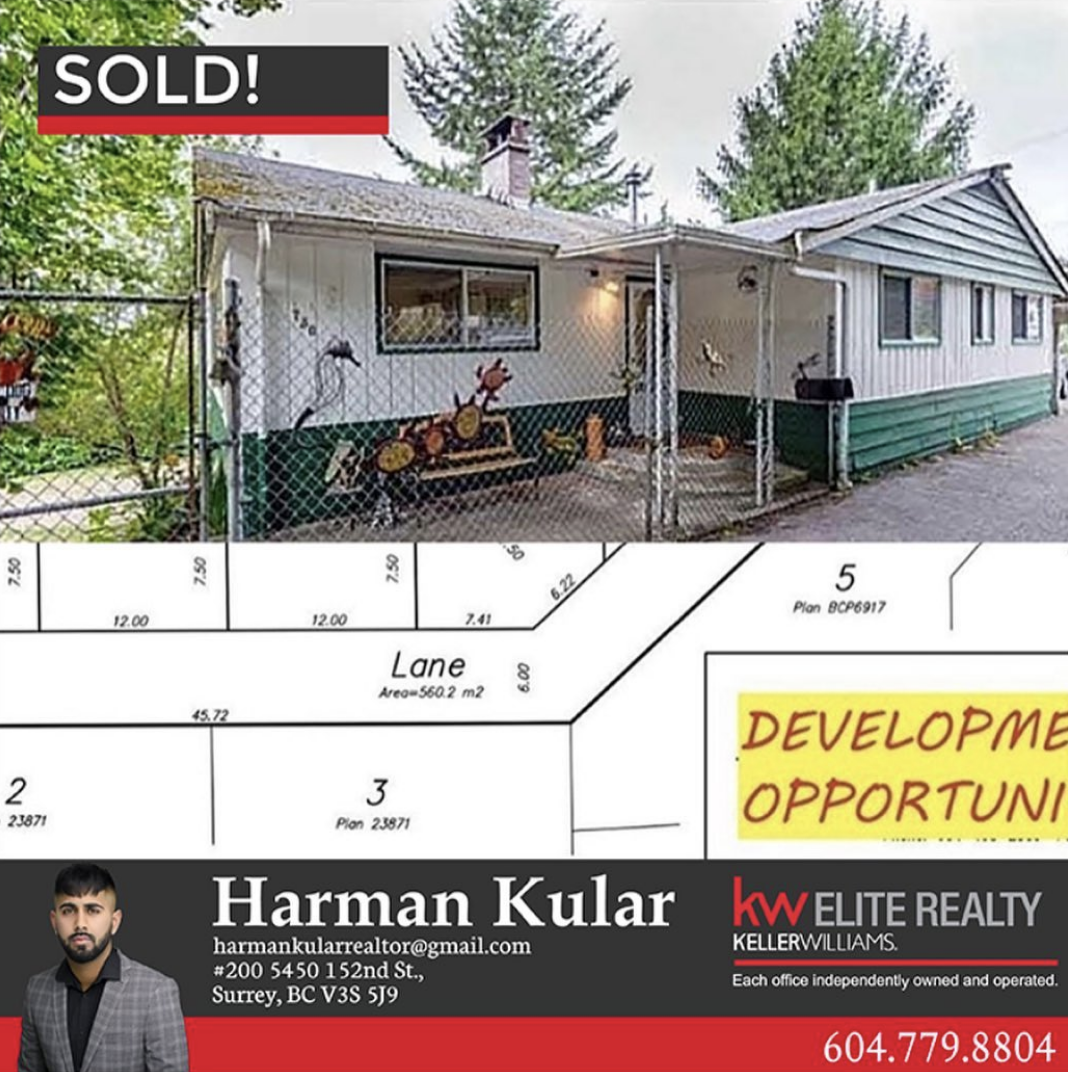 SOLD!
7.50
7.50
7.50
.50
6.22
12.00
12.00
7.41
5
Plan BCP6917
Lane
Area=560.2 m2
6.00
45.72
2
23871
3
Plan 23871
DEVELOPME
OPPORTUNI
Harman Kular
harmankularrealtor@gmail.com
#200 5450 152nd St.,
Surrey, BC V3S 5J9
kw ELITE REALTY
KELLERWILLIAMS.
Each office independently owned and operated.
604.779.8804